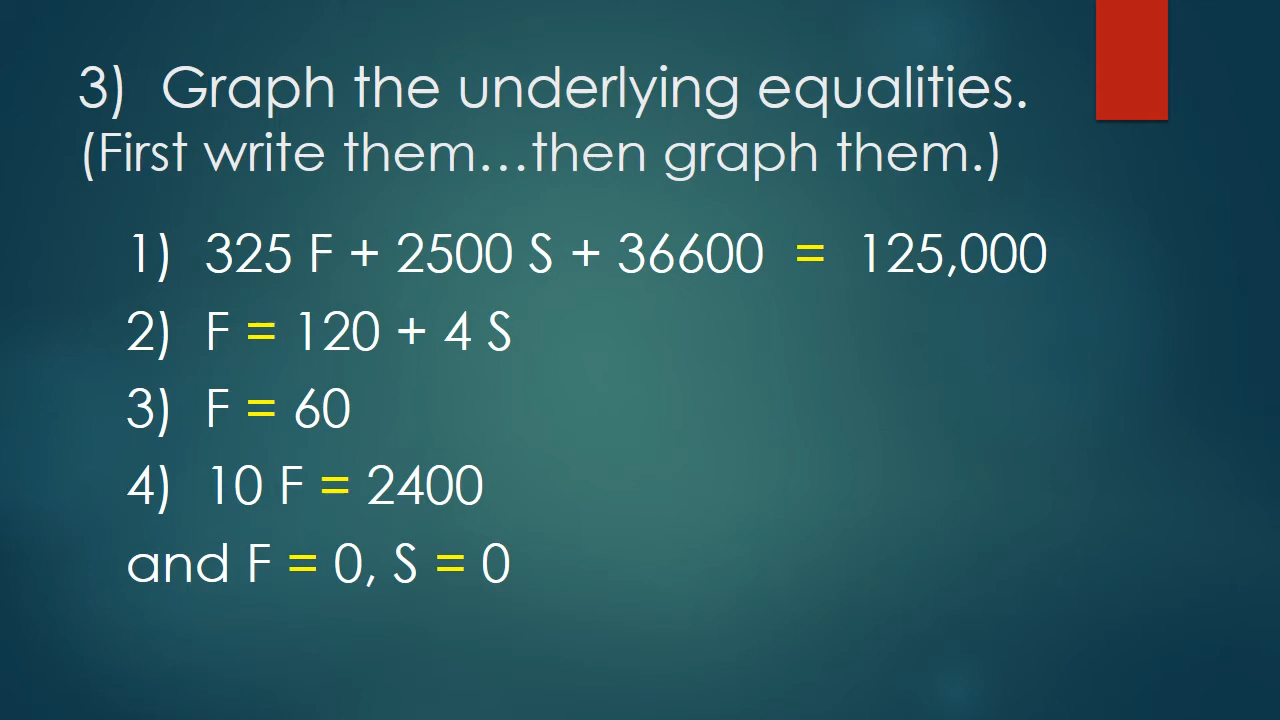 3) Graph the underlying equalities.
(First write them…then graph them.)
1) 325 F + 2500 S + 36600 = 125,000
2) F = 120 + 4 S
3) F = 60
4) 10 F = 2400
and F = 0, S = 0